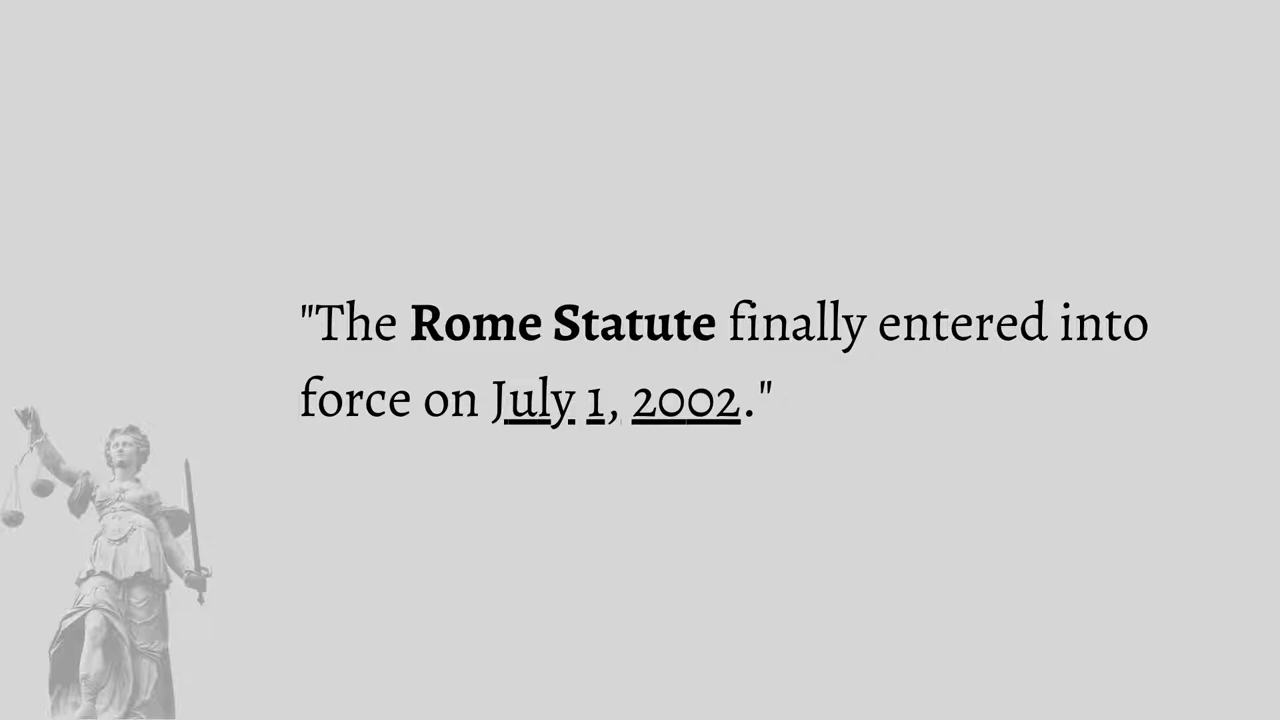 "The Rome Statute finally entered into
force on July 1, 2002."